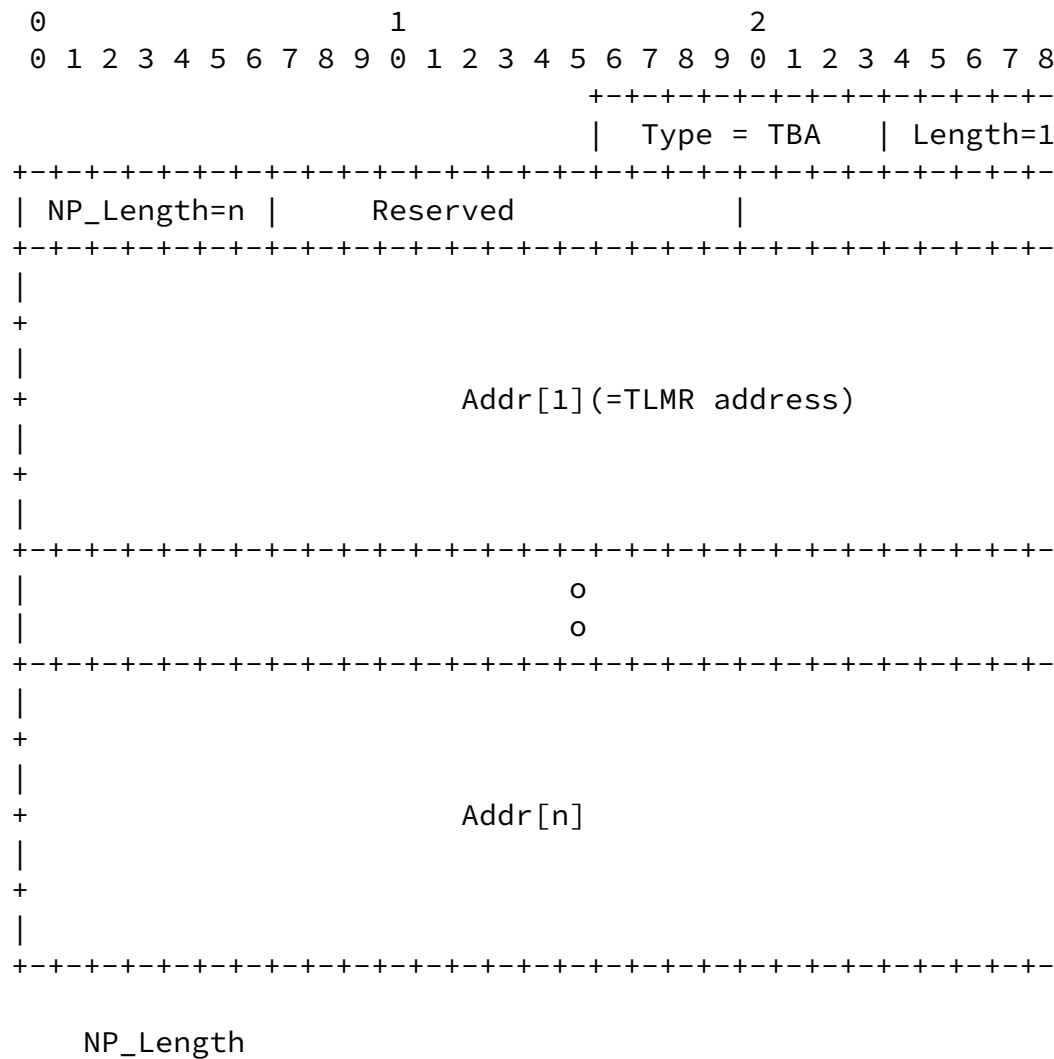 0                   1                   2
0 1 2 3 4 5 6 7 8 9 0 1 2 3 4 5 6 7 8 9 0 1 2 3 4 5 6 7 8
+-+-+-+-+-+-+-+-+-+-+-+-+-
|  Type = TBA   | Length=1
+-+-+-+-+-+-+-+-+-+-+-+-+-+-+-+-+-+-+-+-+-+-+-+-+-+-+-+-+-
| NP_Length=n |     Reserved            |
+-+-+-+-+-+-+-+-+-+-+-+-+-+-+-+-+-+-+-+-+-+-+-+-+-+-+-+-+-
|
+
|
+                        Addr[1](=TLMR address)
|
+
|
+-+-+-+-+-+-+-+-+-+-+-+-+-+-+-+-+-+-+-+-+-+-+-+-+-+-+-+-+-
|                              o
|                              o
+-+-+-+-+-+-+-+-+-+-+-+-+-+-+-+-+-+-+-+-+-+-+-+-+-+-+-+-+-
|
+
|
+                        Addr[n]
|
+
|
+-+-+-+-+-+-+-+-+-+-+-+-+-+-+-+-+-+-+-+-+-+-+-+-+-+-+-+-+-
NP_Length